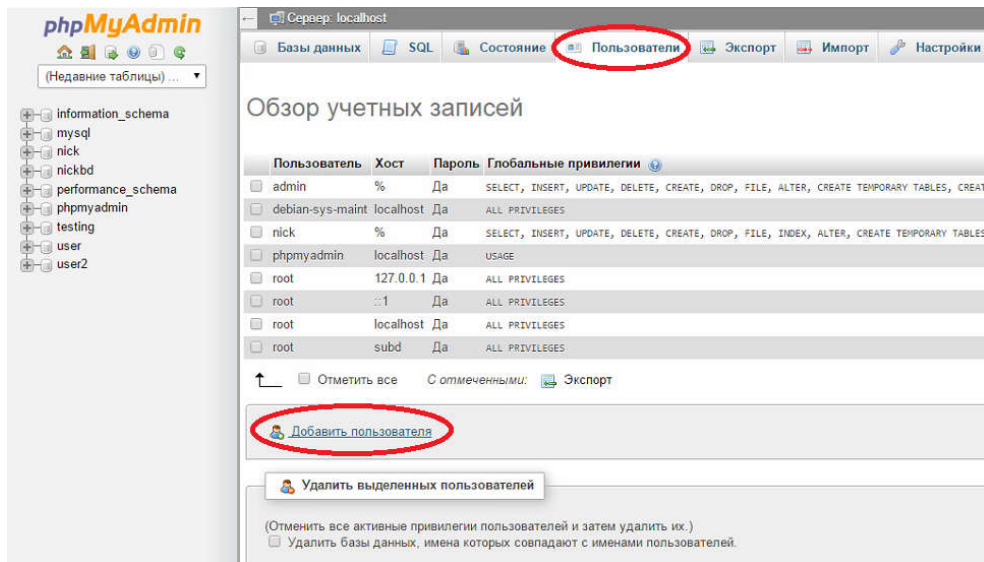 phpMyAdmin
(Недавние таблицы) ...
information_schema
mysql
nick
nickbd
performance_schema
phpmyadmin
testing
user
user2
Сервер: localhost
Базы данных SQL Состояние Пользователи Экспорт Импорт Настройки
Обзор учетных записей
Пользователь Хост Пароль Глобальные привилегии
admin % Да SELECT, INSERT, UPDATE, DELETE, CREATE, DROP, FILE, ALTER, CREATE TEMPORARY TABLES, CREAT
debian-sys-maint localhost Да ALL PRIVILEGES
nick % Да SELECT, INSERT, UPDATE, DELETE, CREATE, DROP, FILE, INDEX, ALTER, CREATE TEMPORARY TABLES
phpmyadmin localhost Да USAGE
root 127.0.0.1 Да ALL PRIVILEGES
root ::1 Да ALL PRIVILEGES
root localhost Да ALL PRIVILEGES
root subd Да ALL PRIVILEGES
Отметить все С отмеченными: Экспорт
Добавить пользователя
Удалить выделенных пользователей
(Отменить все активные привилегии пользователей и затем удалить их.)
Удалить базы данных, имена которых совпадают с именами пользователей.